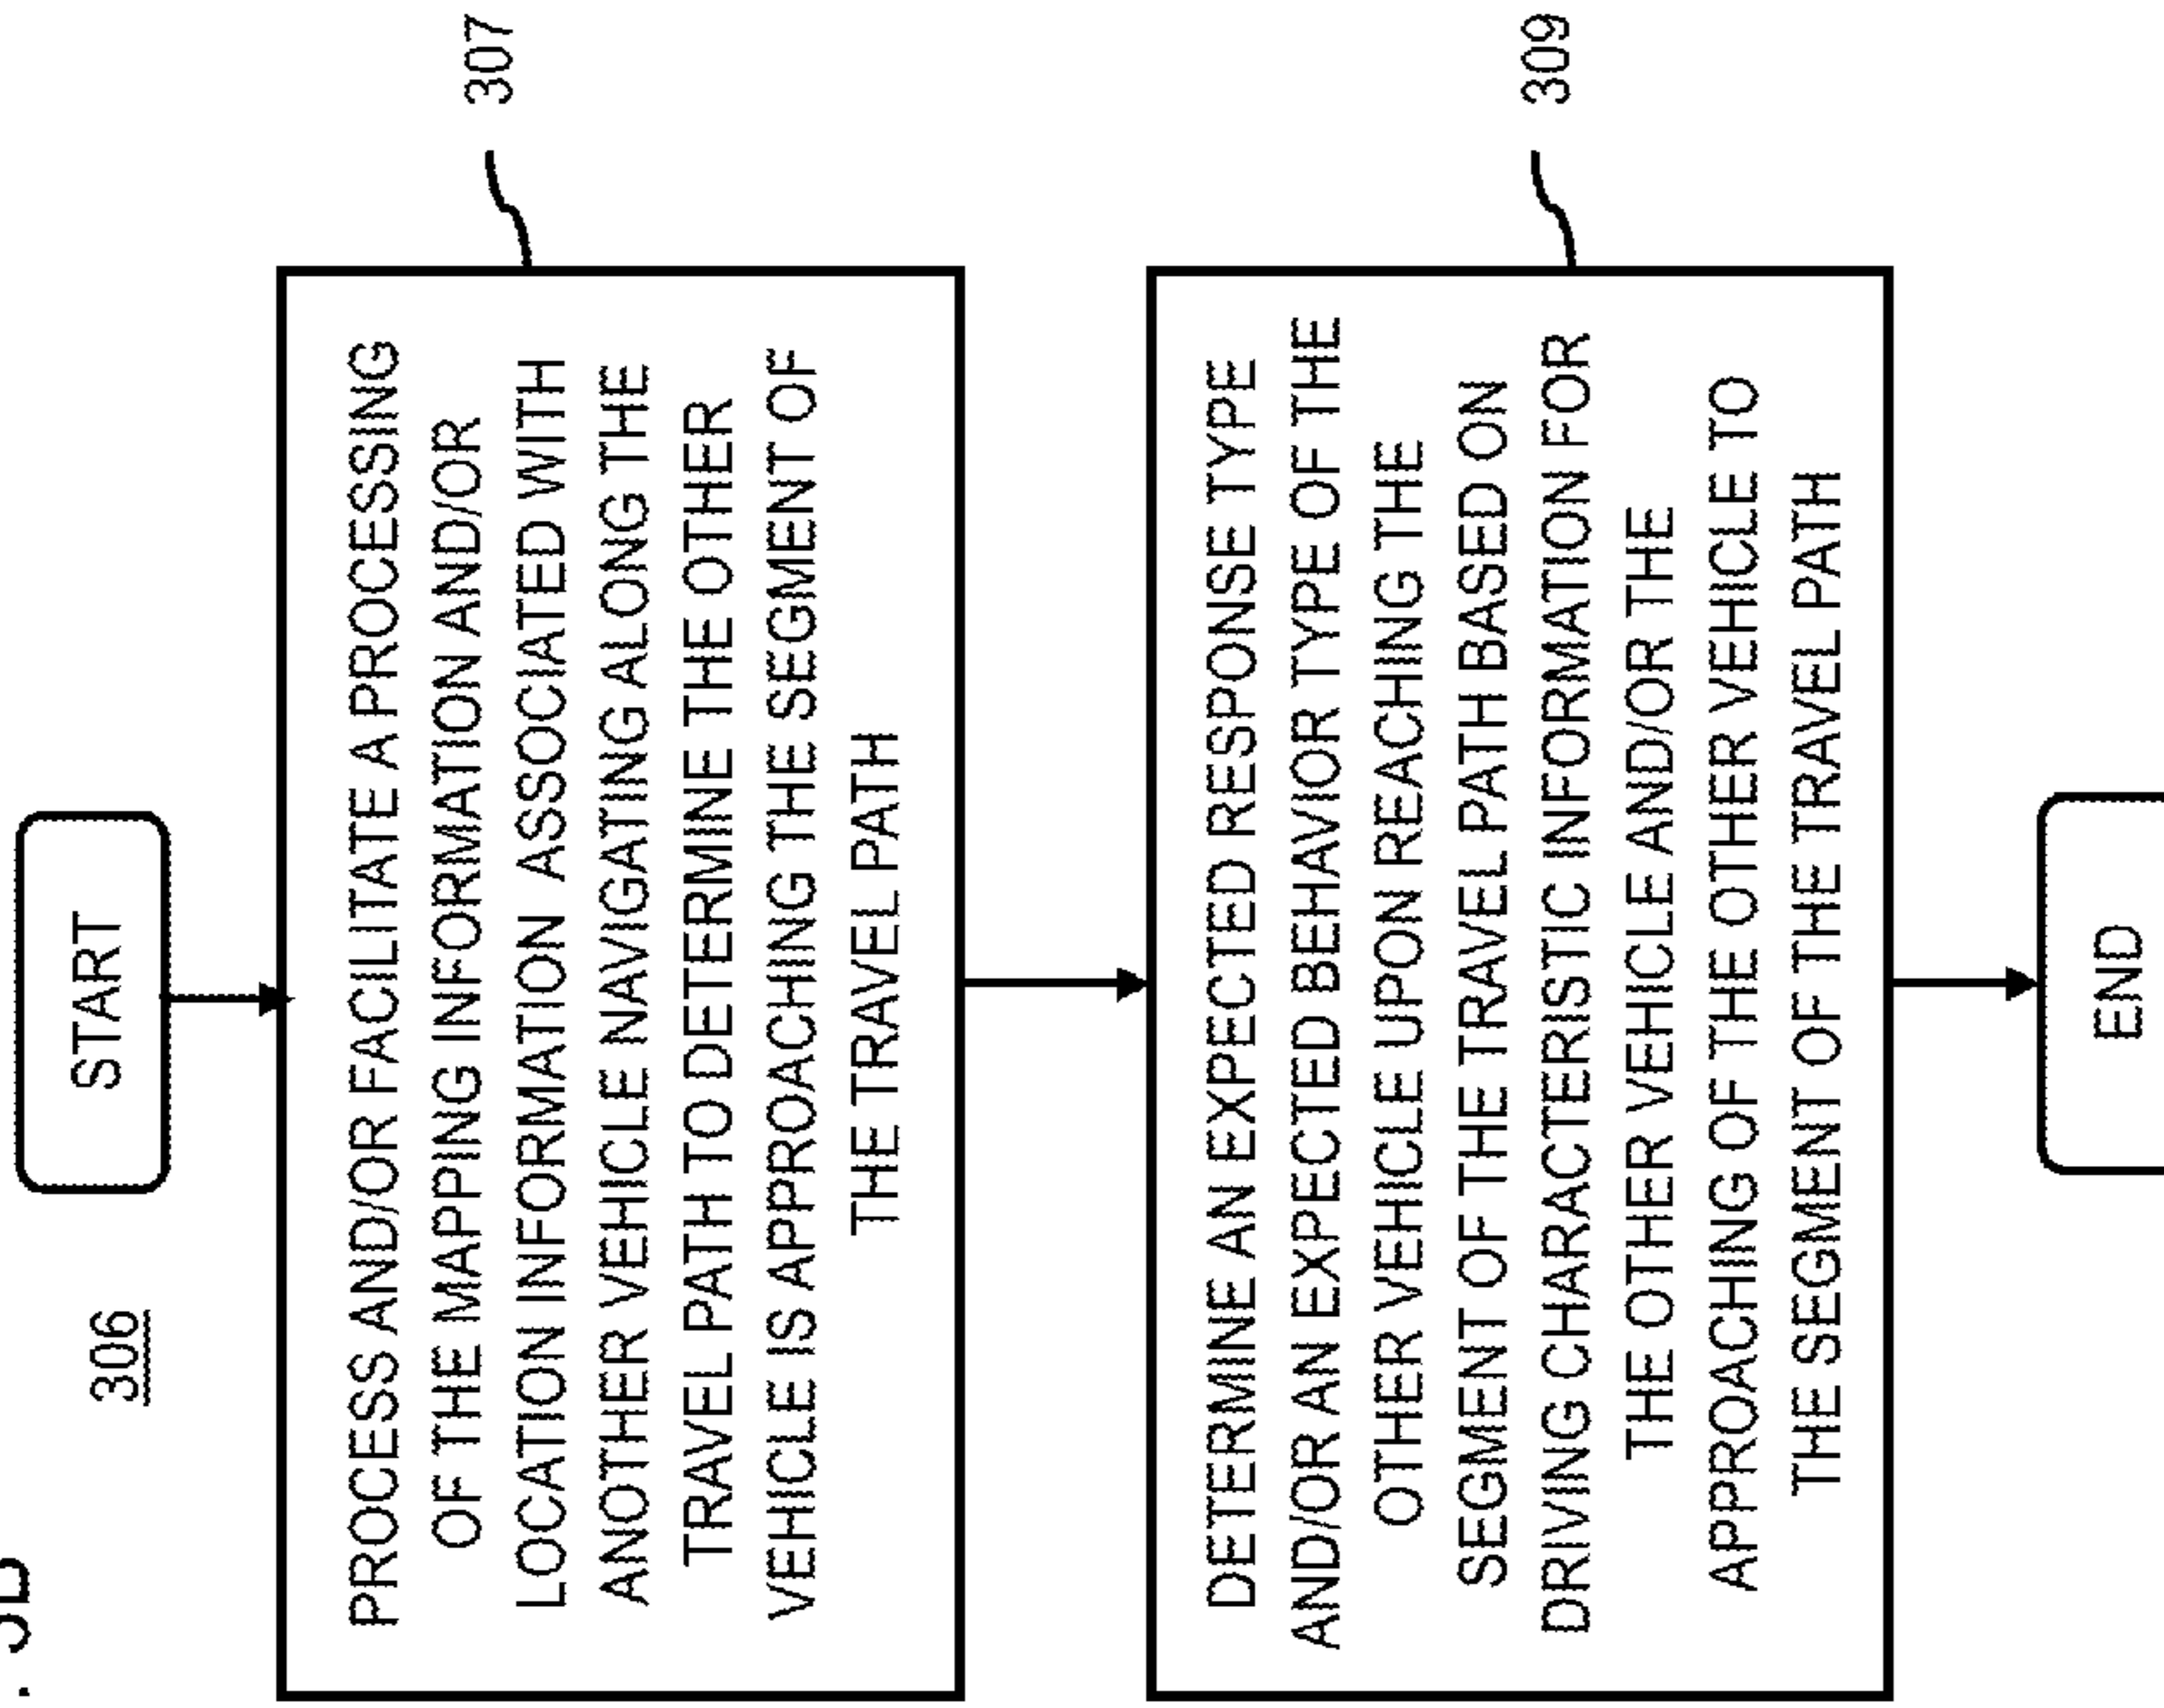 306
START
PROCESS AND/OR FACILITATE A PROCESSING
OF THE MAPPING INFORMATION AND/OR
LOCATION INFORMATION ASSOCIATED WITH
ANOTHER VEHICLE NAVIGATING ALONG THE
TRAVEL PATH TO DETERMINE THE OTHER
VEHICLE IS APPROACHING THE SEGMENT OF
THE TRAVEL PATH
307
DETERMINE AN EXPECTED RESPONSE TYPE
AND/OR AN EXPECTED BEHAVIOR TYPE OF THE
OTHER VEHICLE UPON REACHING THE
SEGMENT OF THE TRAVEL PATH BASED ON
DRIVING CHARACTERISTIC INFORMATION FOR
THE OTHER VEHICLE AND/OR THE
APPROACHING OF THE OTHER VEHICLE TO
THE SEGMENT OF THE TRAVEL PATH
309
END